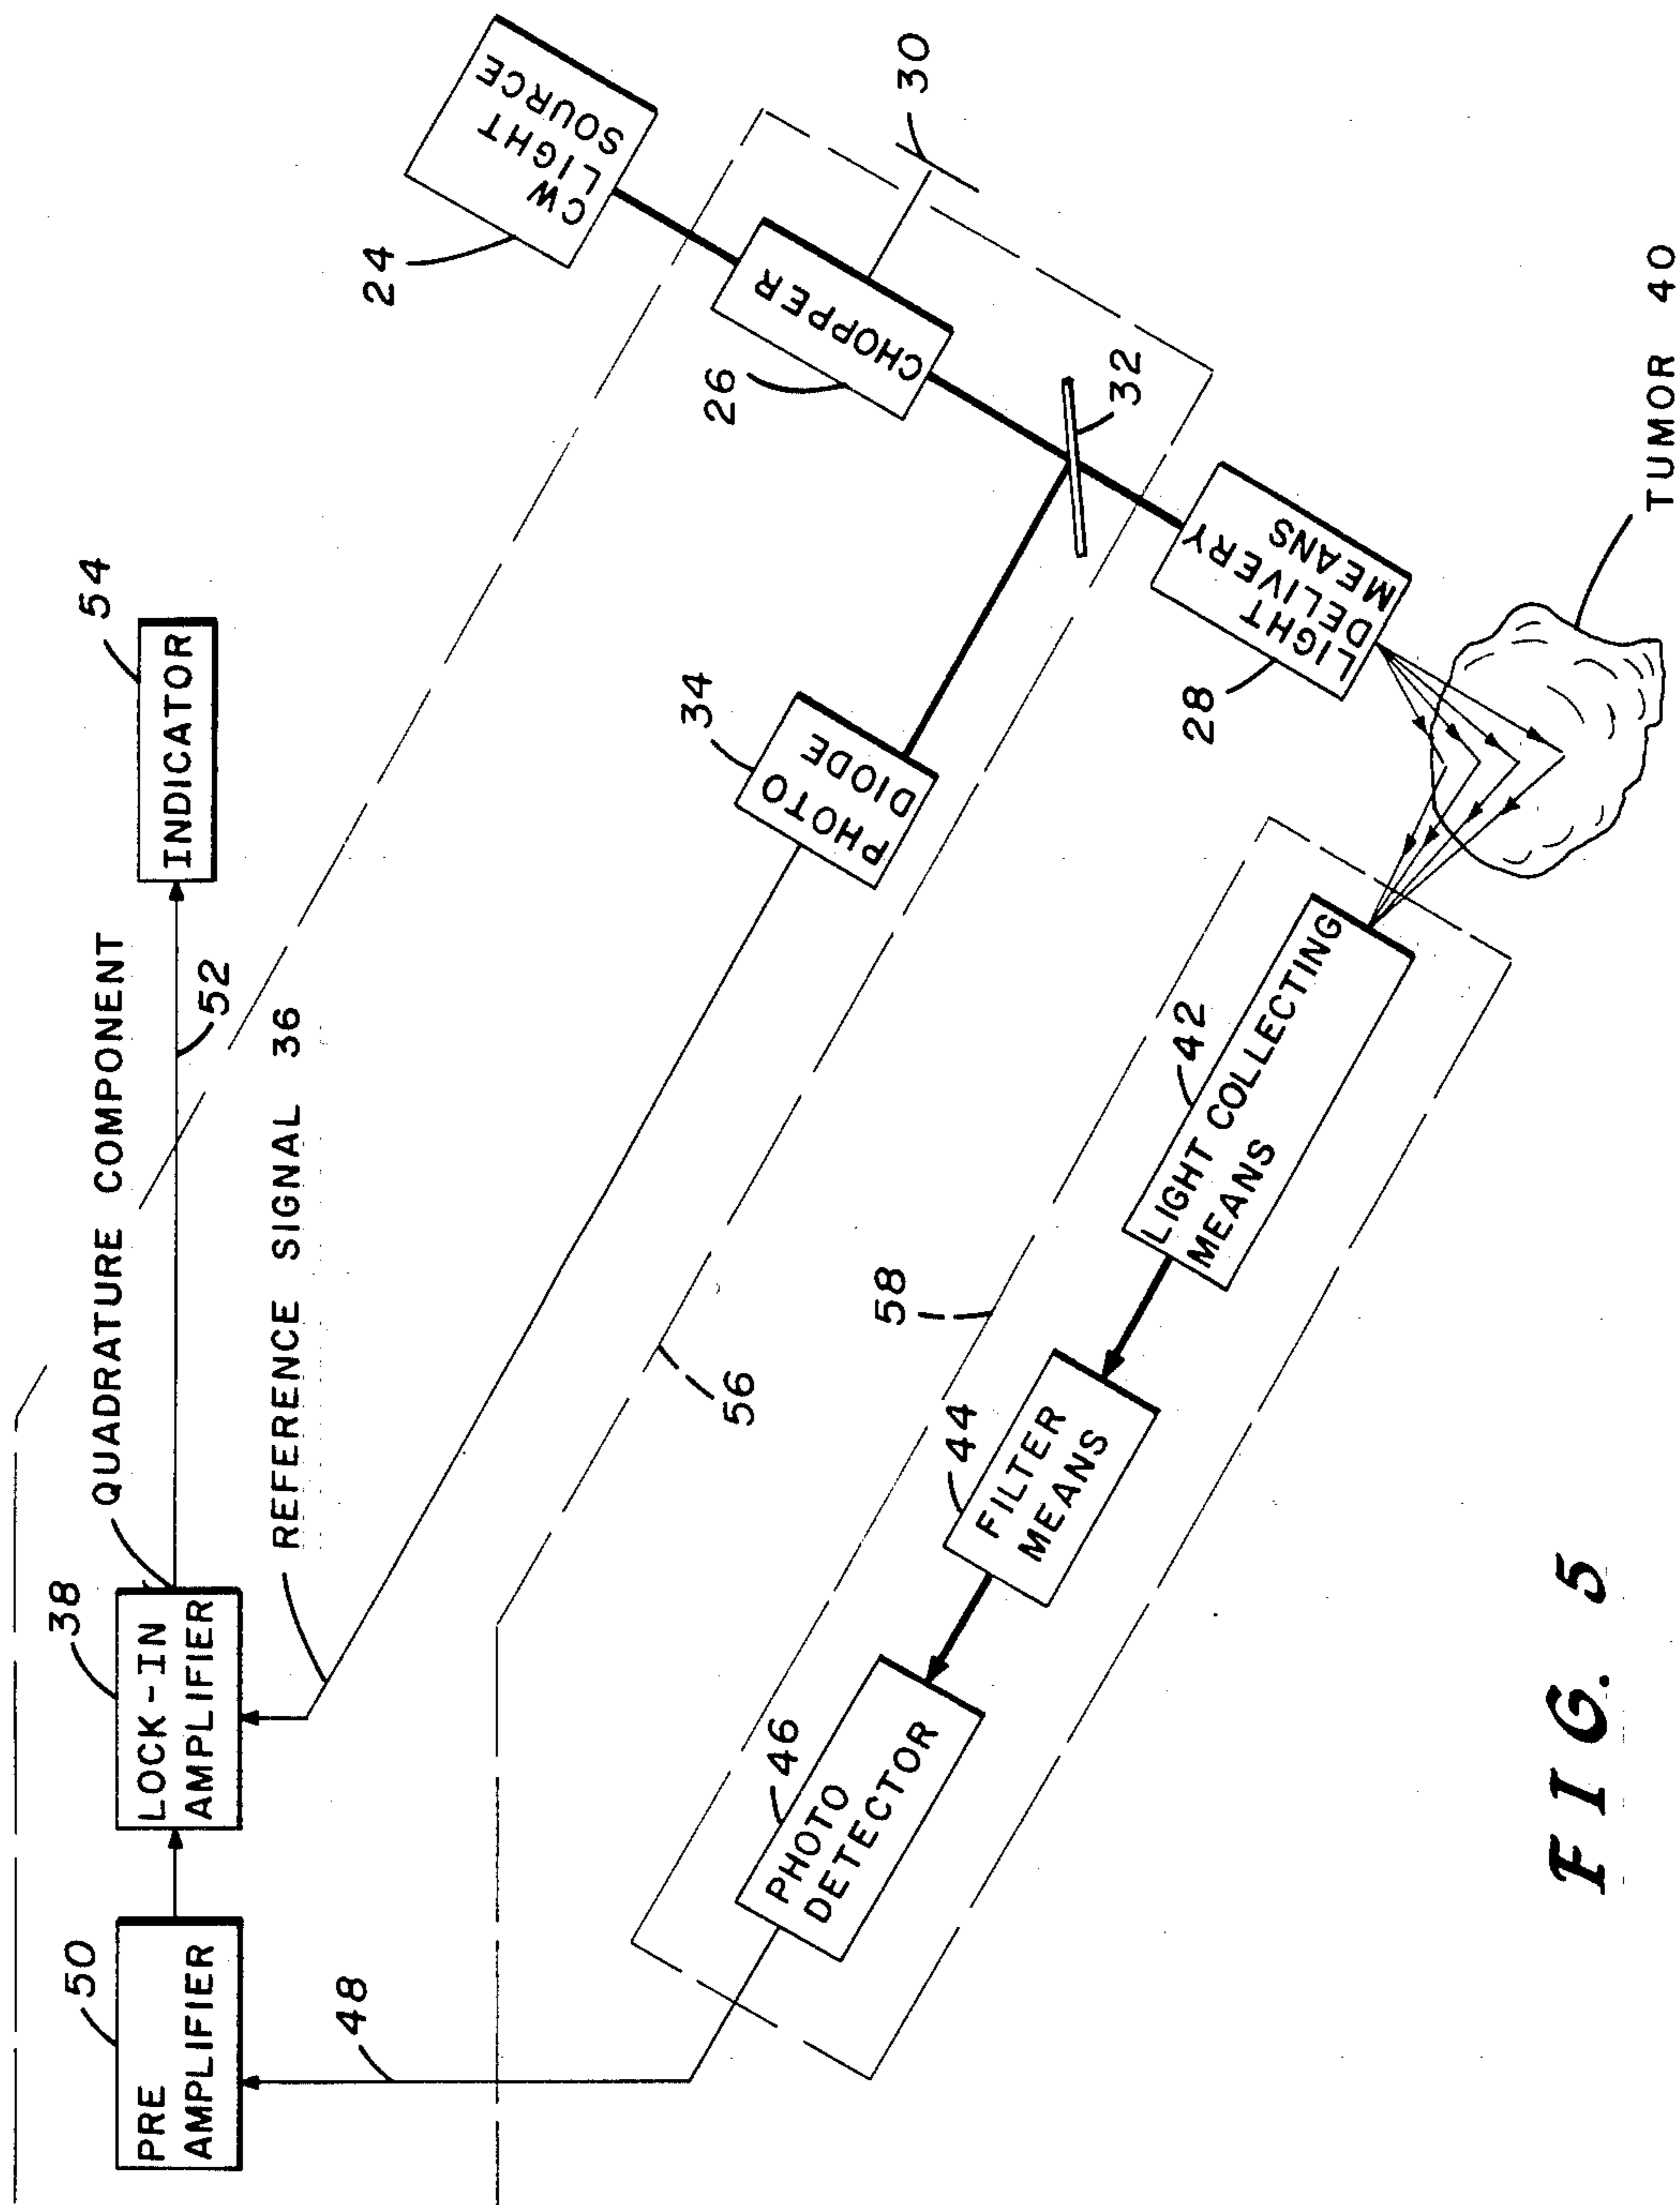 50
PRE
AMPLIFIER
38
LOCK-IN
AMPLIFIER
QUADRATURE COMPONENT
52
54
INDICATOR
48
REFERENCE SIGNAL 36
24
CW
LIGHT
SOURCE
26
CHOPPER
30
32
34
PHOTO
DIODE
28
LIGHT
DELIVERY
MEANS
TUMOR 40
56
58
42
LIGHT COLLECTING
MEANS
44
FILTER
MEANS
46
PHOTO
DETECTOR
FIG. 5